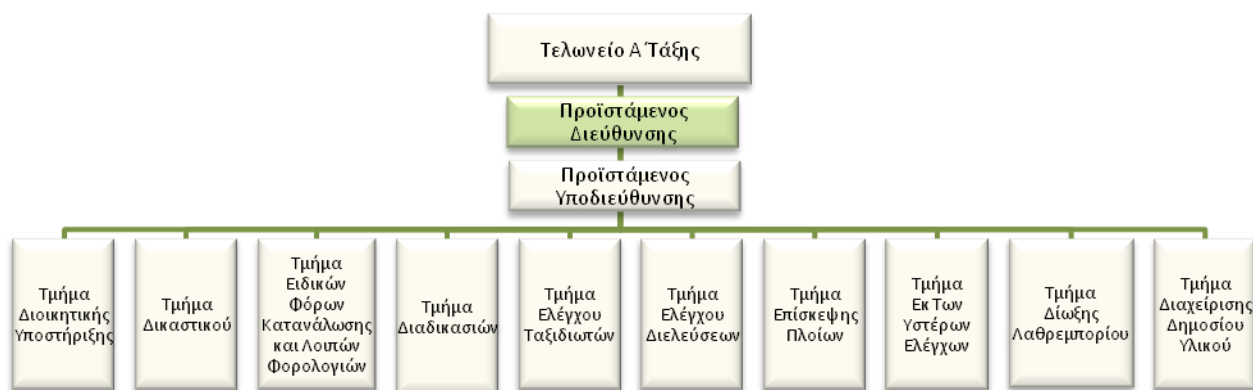 Τελωνείο Α΄Τάξης
Προϊστάμενος
Διεύθυνσης
Προϊστάμενος
Υποδιεύθυνσης
Τμήμα
Διοικητικής
Υποστήριξης
Τμήμα
Δικαστικού
Τμήμα
Ειδικών
Φόρων
Κατανάλωσης
και Λοιπών
Φορολογιών
Τμήμα
Διαδικασιών
Τμήμα
Ελέγχου
Ταξιδιωτών
Τμήμα
Ελέγχου
Διελεύσεων
Τμήμα
Επίσκεψης
Πλοίων
Τμήμα
Εκ Των
Υστέρων
Ελέγχων
Τμήμα
Δίωξης
Λαθρεμπορίου
Τμήμα
Διαχείρισης
Δημοσίου
Υλικού